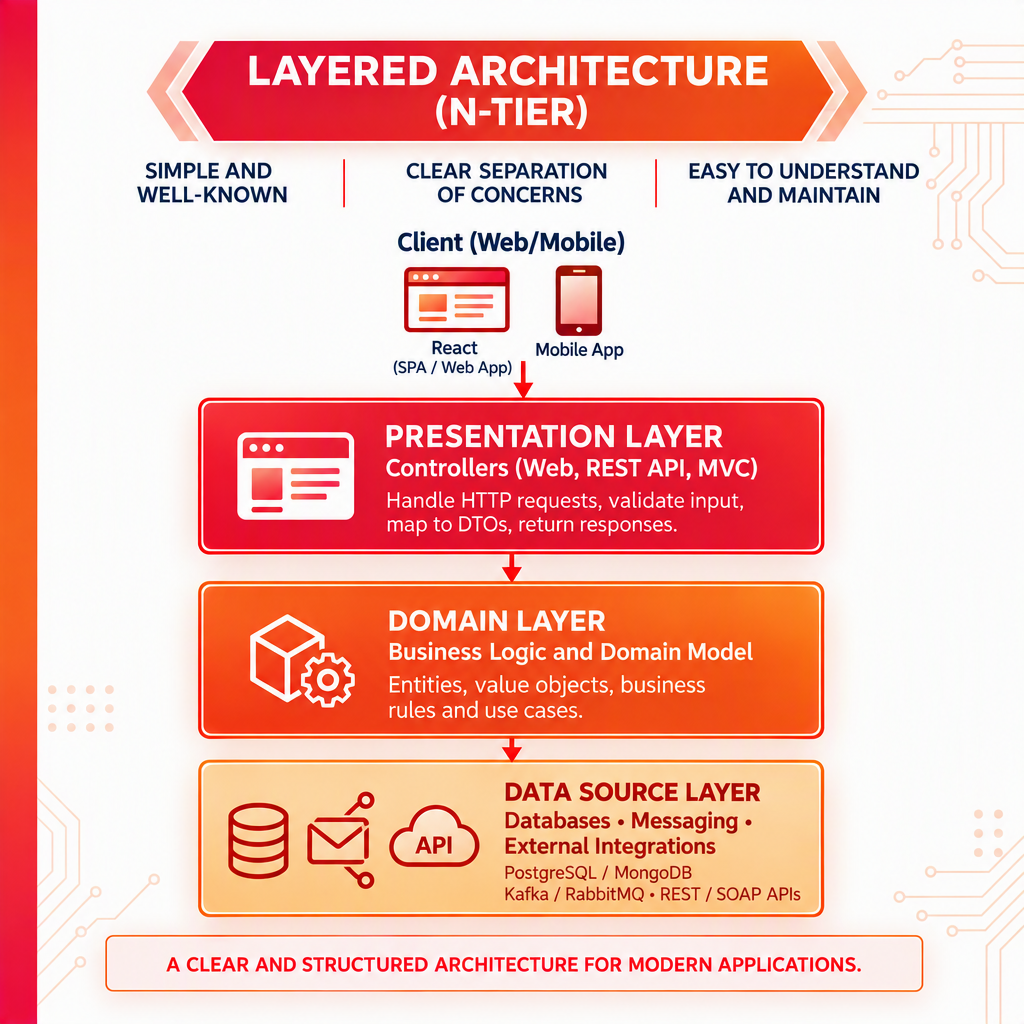 LAYERED ARCHITECTURE
(N-TIER)
SIMPLE AND
WELL-KNOWN
CLEAR SEPARATION
OF CONCERNS
EASY TO UNDERSTAND
AND MAINTAIN
Client (Web/Mobile)
React
(SPA / Web App)
Mobile App
PRESENTATION LAYER
Controllers (Web, REST API, MVC)
Handle HTTP requests, validate input,
map to DTOs, return responses.
DOMAIN LAYER
Business Logic and Domain Model
Entities, value objects, business
rules and use cases.
API
DATA SOURCE LAYER
Databases • Messaging •
External Integrations
PostgreSQL / MongoDB
Kafka / RabbitMQ • REST / SOAP APIs
A CLEAR AND STRUCTURED ARCHITECTURE FOR MODERN APPLICATIONS.